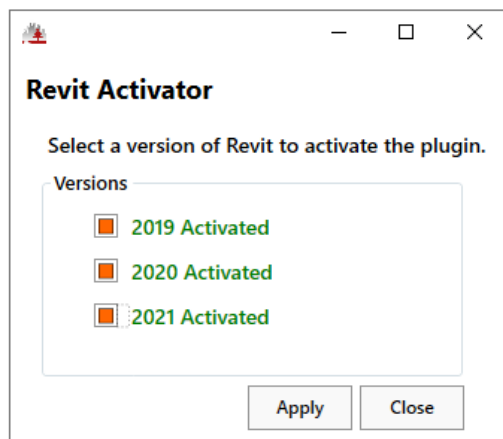 Revit Activator
Select a version of Revit to activate the plugin.
Versions
2019 Activated
2020 Activated
2021 Activated
Apply Close